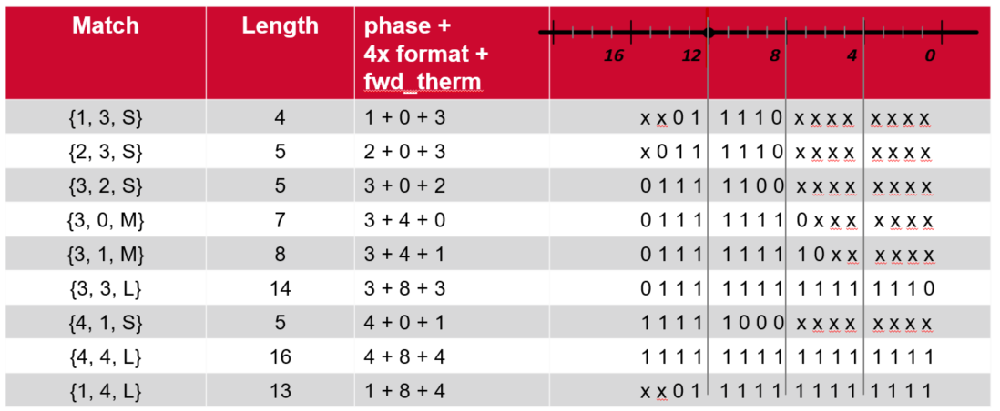 Match Length phase +
4x format +
fwd_therm
16 12 8 4 0
{1, 3, S} 4 1 + 0 + 3 x x 0 1 1 1 1 0 x x x x x x x x
{2, 3, S} 5 2 + 0 + 3 x 0 1 1 1 1 1 0 x x x x x x x x
{3, 2, S} 5 3 + 0 + 2 0 1 1 1 1 1 0 0 x x x x x x x x
{3, 0, M} 7 3 + 4 + 0 0 1 1 1 1 1 1 1 0 x x x x x x x
{3, 1, M} 8 3 + 4 + 1 0 1 1 1 1 1 1 1 1 0 x x x x x x
{3, 3, L} 14 3 + 8 + 3 0 1 1 1 1 1 1 1 1 1 1 1 1 1 1 0
{4, 1, S} 5 4 + 0 + 1 1 1 1 1 1 0 0 0 x x x x x x x x
{4, 4, L} 16 4 + 8 + 4 1 1 1 1 1 1 1 1 1 1 1 1 1 1 1 1
{1, 4, L} 13 1 + 8 + 4 x x 0 1 1 1 1 1 1 1 1 1 1 1 1 1